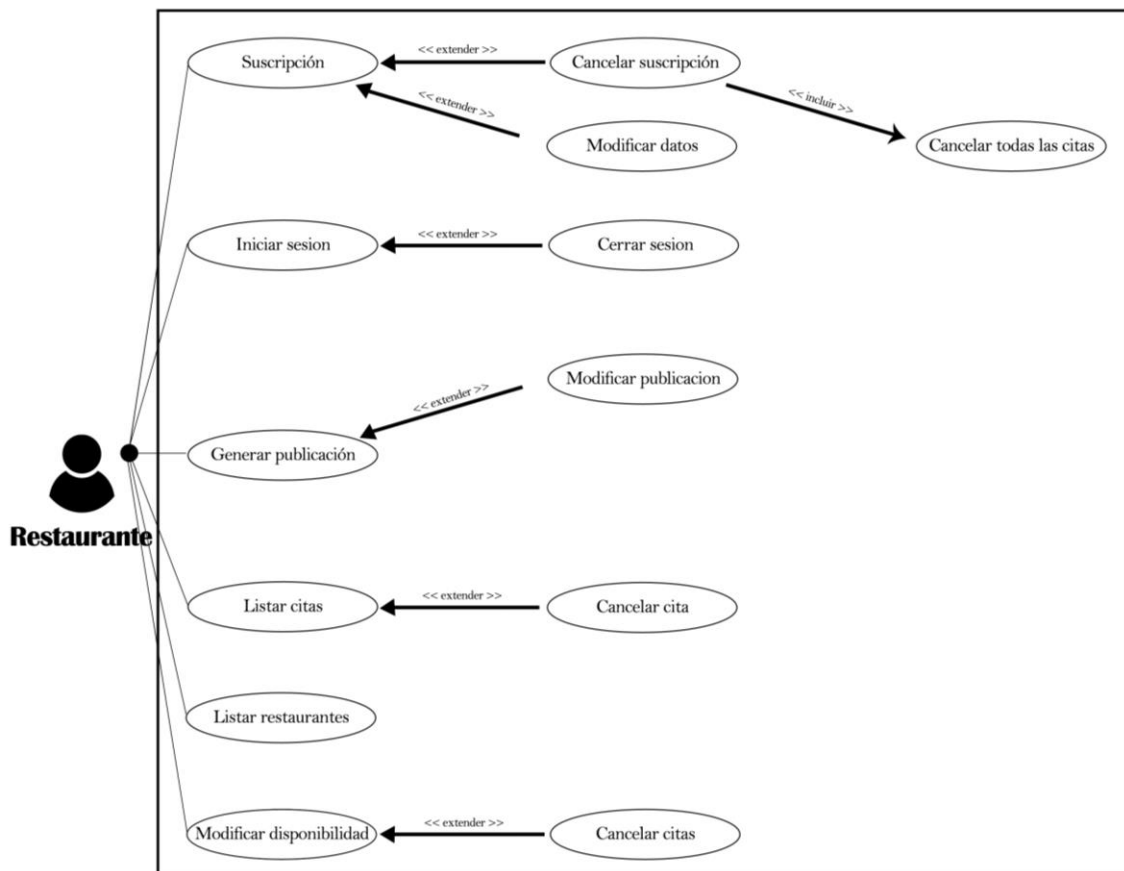 Suscripción
<< extender >>
Cancelar suscripción
<< extender >>
<< incluir >>
Modificar datos
Cancelar todas las citas
Iniciar sesion
<< extender >>
Cerrar sesion
Modificar publicacion
<< extender >>
Generar publicación
Restaurante
Listar citas
<< extender >>
Cancelar cita
Listar restaurantes
Modificar disponibilidad
<< extender >>
Cancelar citas